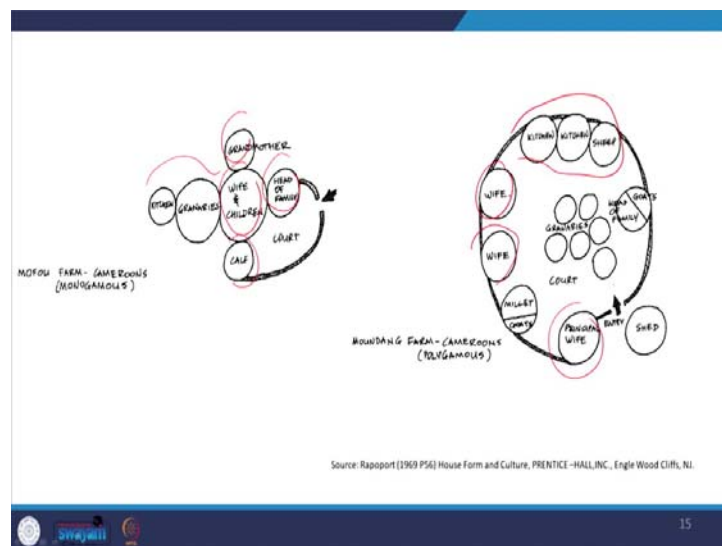 GRANDMOTHER
KITCHEN
GRANARIES
WIFE
&
CHILDREN
HEAD
OF
FAMILY
COURT
CALF
MOFOU FARM - CAMEROONS
(MONOGAMOUS)
KITCHEN
KITCHEN
SHEEP
WIFE
WIFE
GRANARIES
HEAD OF
FAMILY
GOATS
COURT
MILLET
GOATS
PRINCIPAL
WIFE
SHED
MOUNDANG FARM - CAMEROONS
(POLYGAMOUS)
Source: Rapoport (1969 P56) House Form and Culture, PRENTICE –HALL,INC., Engle Wood Cliffs, NJ.
swayam
15